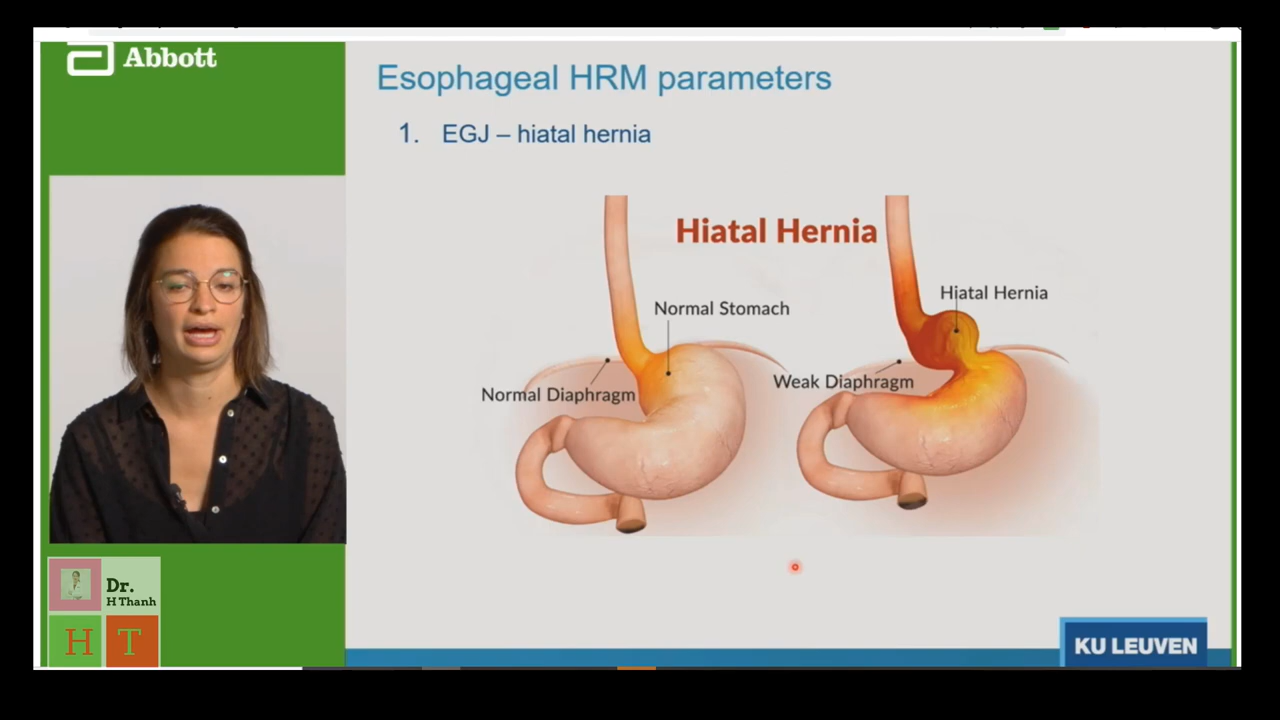 Abbott
Esophageal HRM parameters
1. EGJ – hiatal hernia
Hiatal Hernia
Normal Stomach
Normal Diaphragm
Hiatal Hernia
Weak Diaphragm
Dr.
H Thanh
H T
KU LEUVEN